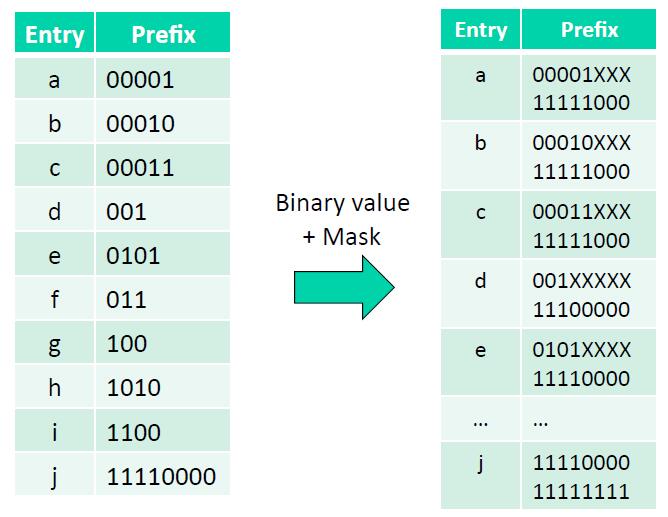 Entry Prefix
a 00001
b 00010
c 00011
d 001
e 0101
f 011
g 100
h 1010
i 1100
j 11110000
Binary value
+ Mask
Entry Prefix
a 00001XXX
11111000
b 00010XXX
11111000
c 00011XXX
11111000
d 001XXXXX
11100000
e 0101XXXX
11110000
... ...
j 11110000
11111111